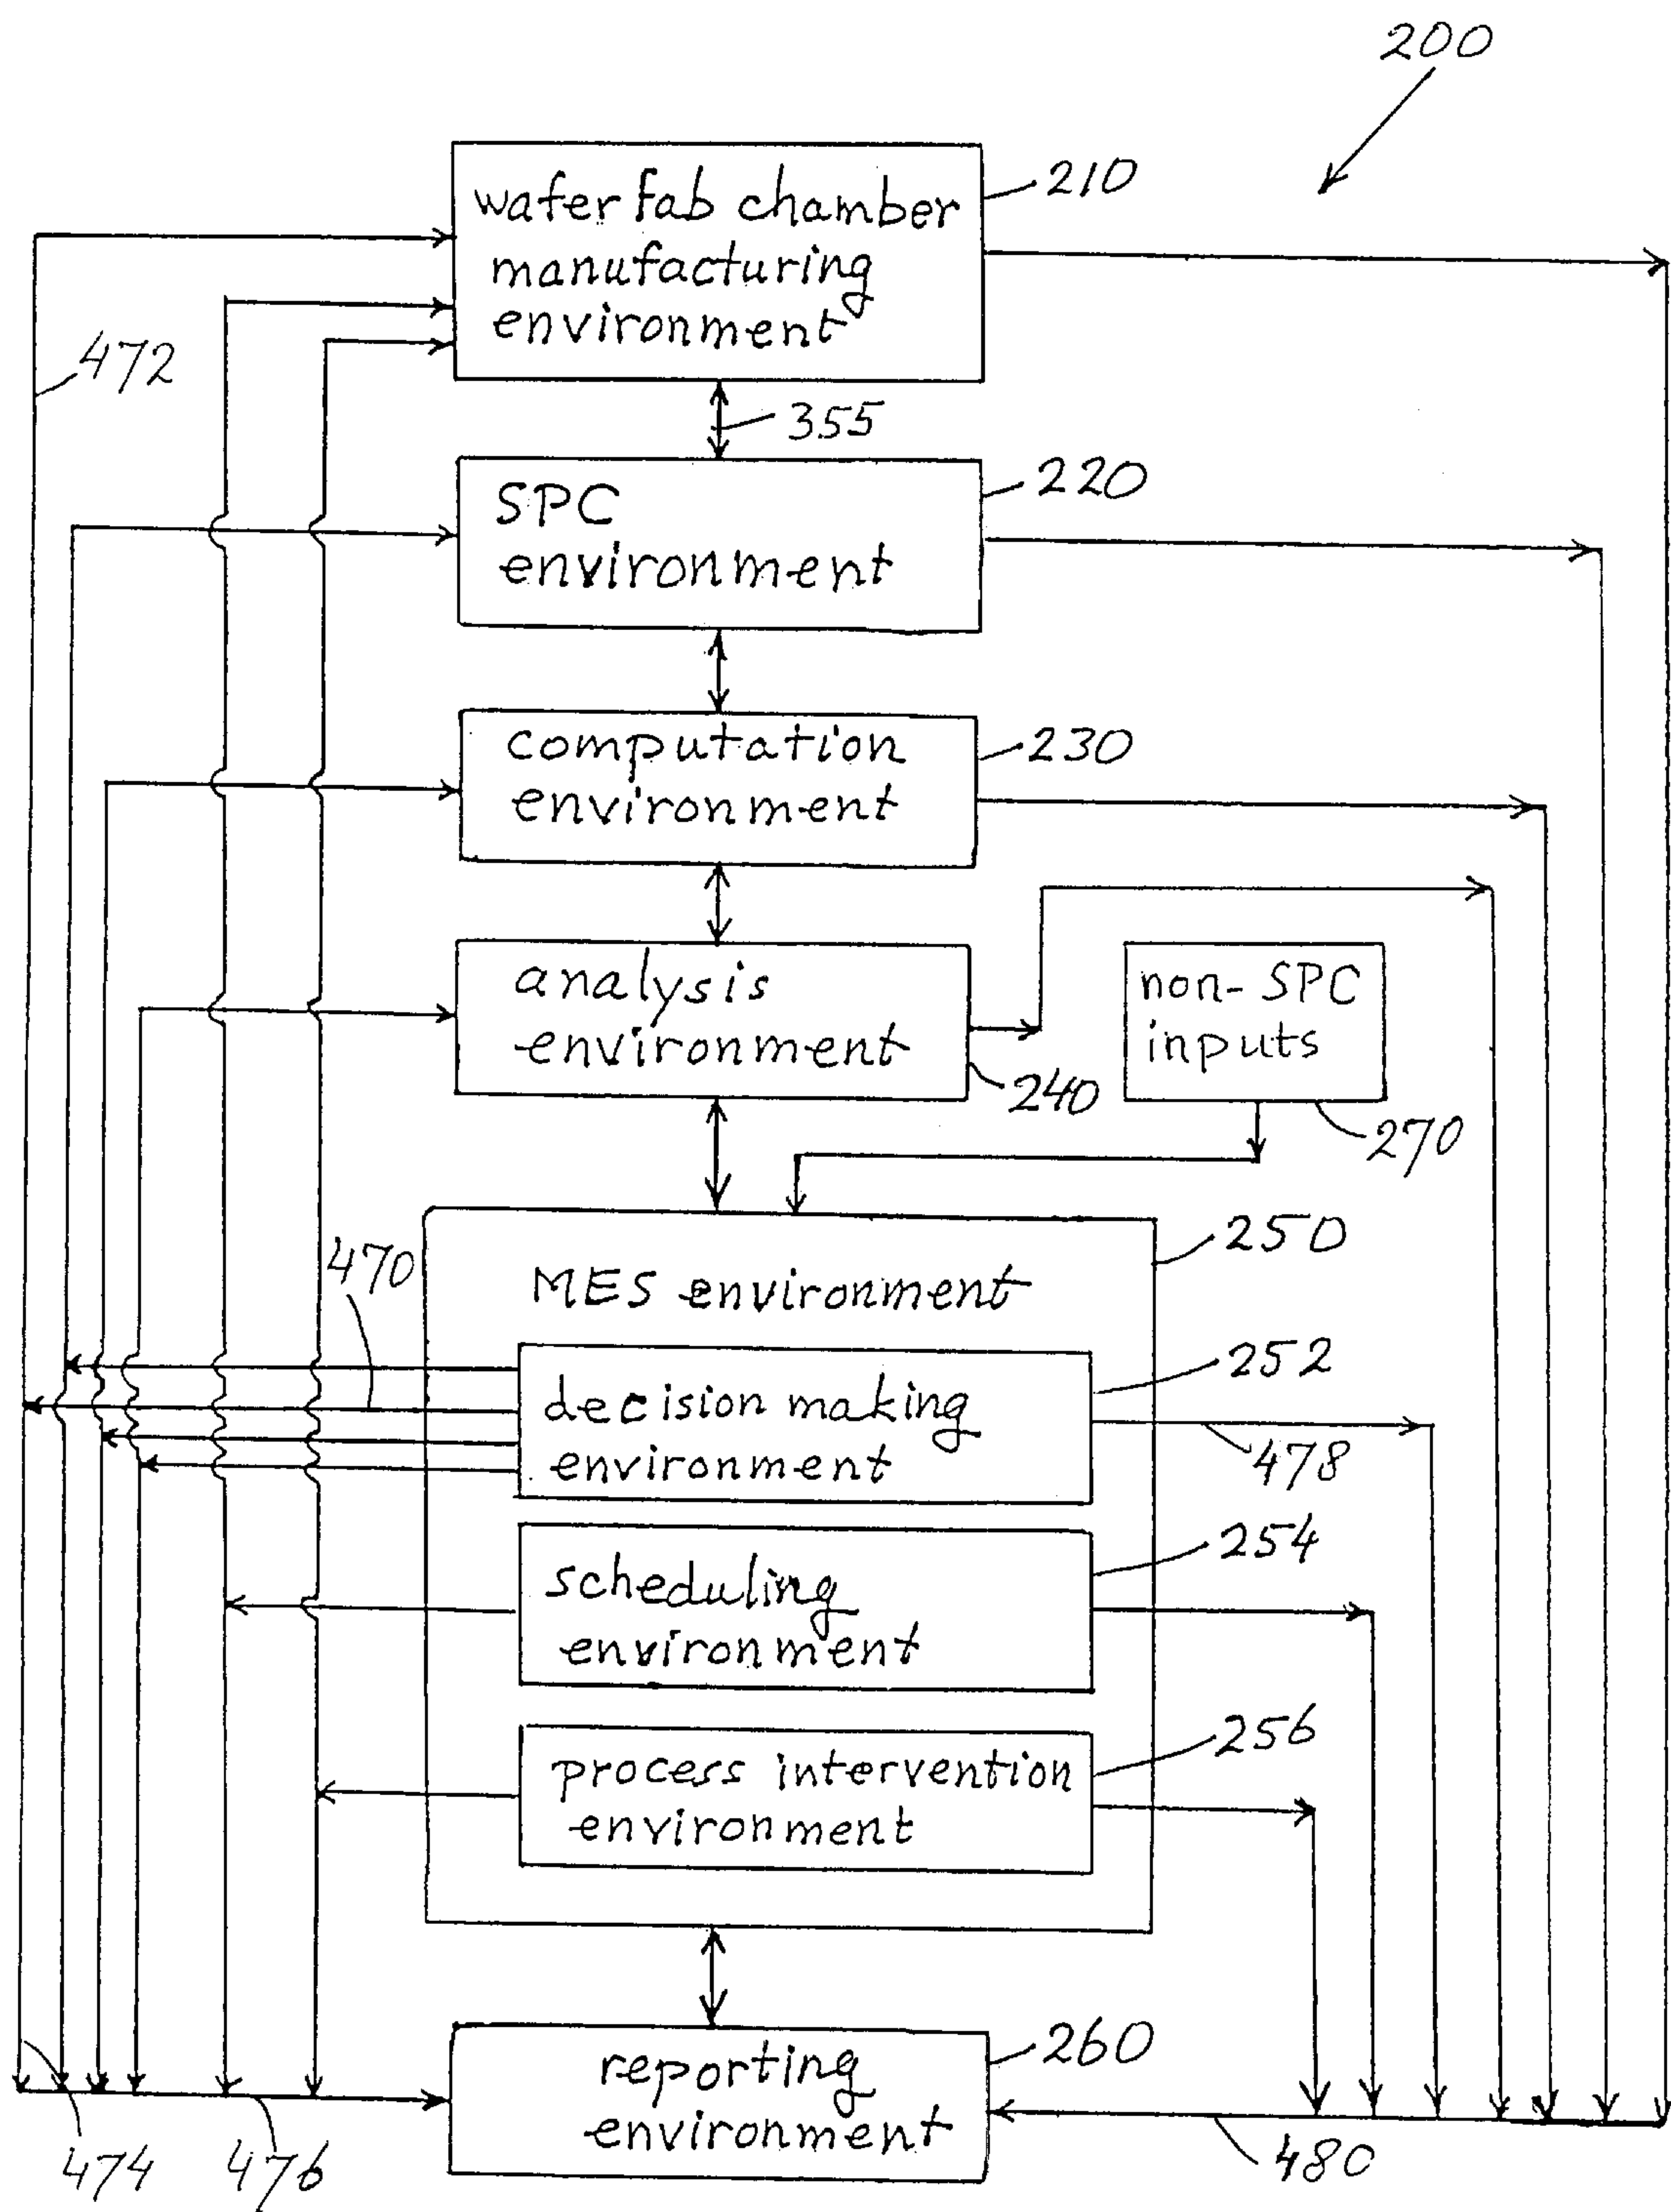 200
wafer fab chamber
manufacturing
environment
210
472
355
SPC
environment
220
computation
environment
230
analysis
environment
240
non-SPC
inputs
270
250
470
MES environment
252
decision making
environment
478
254
scheduling
environment
256
process intervention
environment
reporting
environment
260
474
476
480